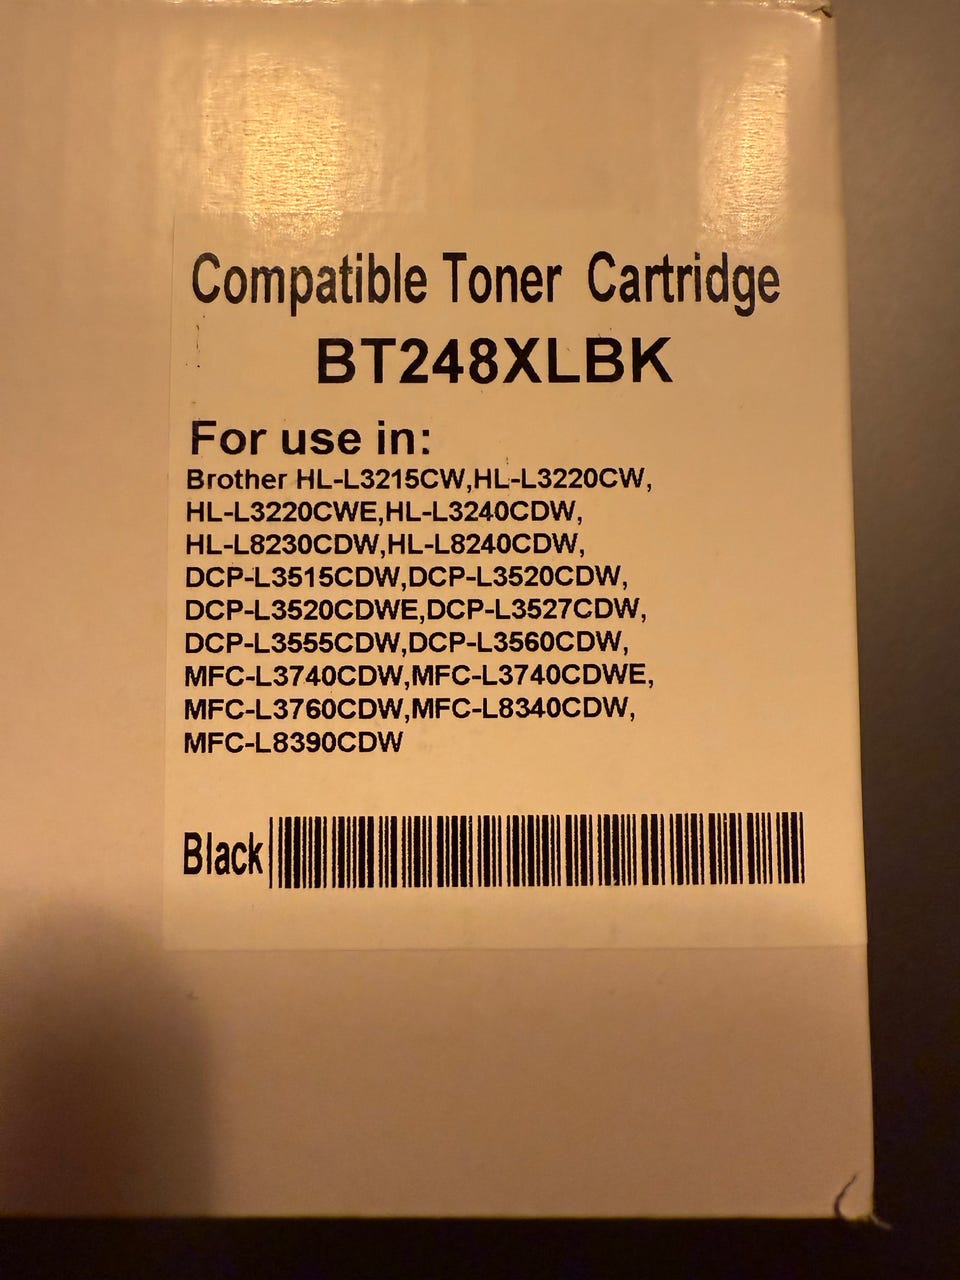 Compatible Toner Cartridge
BT248XLBK
For use in:
Brother HL-L3215CW,HL-L3220CW,
HL-L3220CWE,HL-L3240CDW,
HL-L8230CDW,HL-L8240CDW,
DCP-L3515CDW,DCP-L3520CDW,
DCP-L3520CDWE,DCP-L3527CDW,
DCP-L3555CDW,DCP-L3560CDW,
MFC-L3740CDW,MFC-L3740CDWE,
MFC-L3760CDW,MFC-L8340CDW,
MFC-L8390CDW
Black